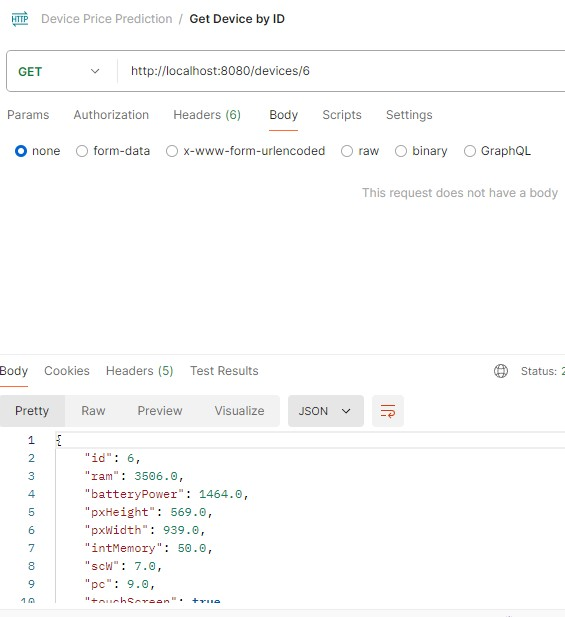 HTTP Device Price Prediction / Get Device by ID
GET http://localhost:8080/devices/6
Params Authorization Headers (6) Body Scripts Settings
none form-data x-www-form-urlencoded raw binary GraphQL
This request does not have a body
Body Cookies Headers (5) Test Results Status: 2
Pretty Raw Preview Visualize JSON
1 {
2 "id": 6,
3 "ram": 3506.0,
4 "batteryPower": 1464.0,
5 "pxHeight": 569.0,
6 "pxWidth": 939.0,
7 "intMemory": 50.0,
8 "scW": 7.0,
9 "pc": 9.0,
10 "touchScreen": true